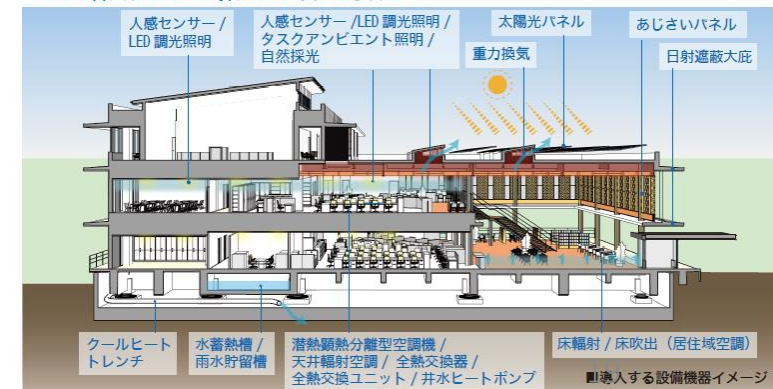 人感センサー /
LED 調光照明
人感センサー /LED 調光照明 /
タスクアンビエント照明 /
自然採光
太陽光パネル
重力換気
あじさいパネル
日射遮蔽大庇
クールヒート
トレンチ
水蓄熱槽 /
雨水貯留槽
潜熱顕熱分離型空調機 /
天井輻射空調 / 全熱交換器 /
全熱交換ユニット / 井水ヒートポンプ
床輻射 / 床吹出（居住域空調）
■導入する設備機器イメージ